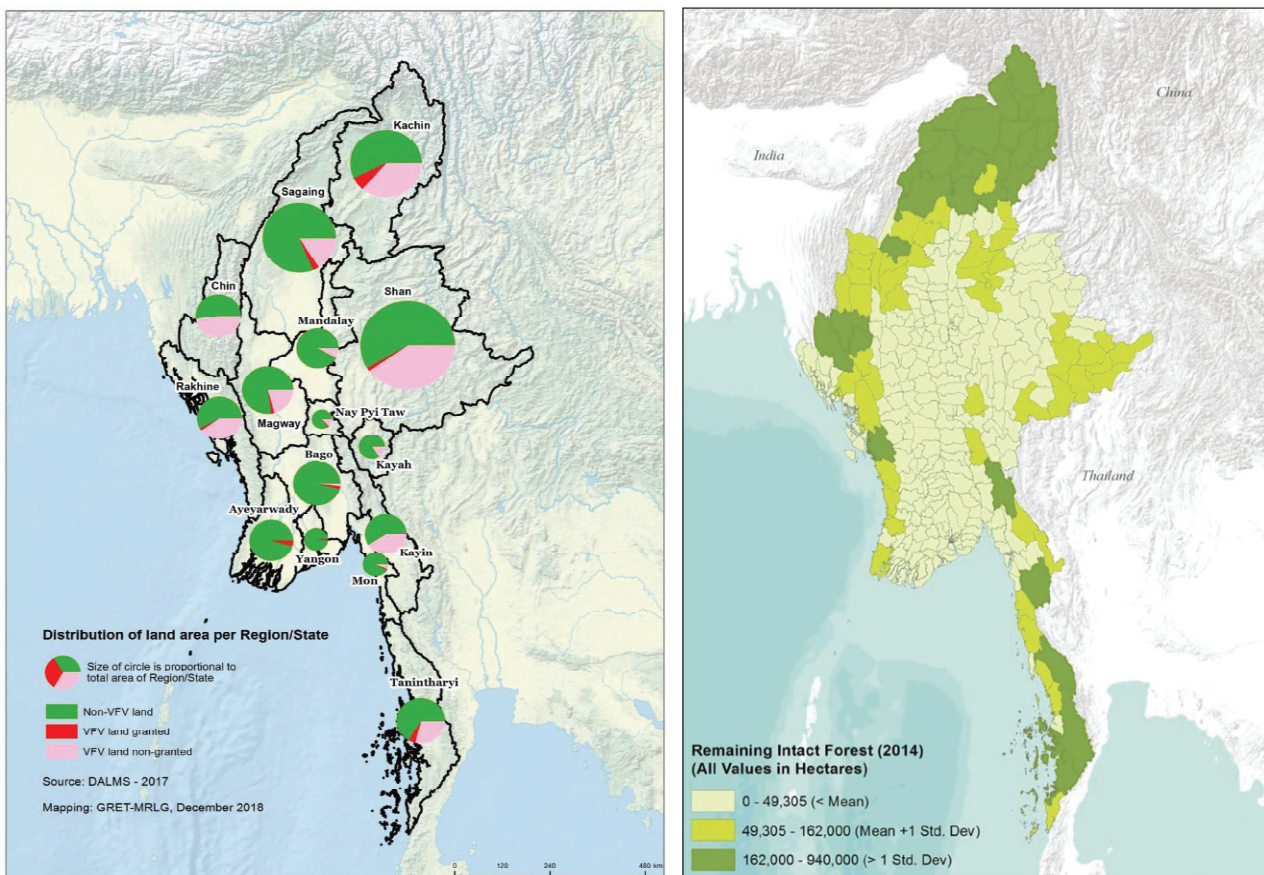 Kachin
Sagaing
Chin
Shan
Mandalay
Rakhine
Nay Pyi Taw
Magway
Kayah
Bago
Ayeyarwady
Yangon
Kayin
Mon
Tanintharyi
Distribution of land area per Region/State
Size of circle is proportional to
total area of Region/State
Non-VFV land
VFV land granted
VFV land non-granted
Source: DALMS - 2017
Mapping: GRET-MRLG, December 2018
0 120 240 480 km
China
India
Thailand
Remaining Intact Forest (2014)
(All Values in Hectares)
0 - 49,305 (< Mean)
49,305 - 162,000 (Mean +1 Std. Dev)
162,000 - 940,000 (> 1 Std. Dev)